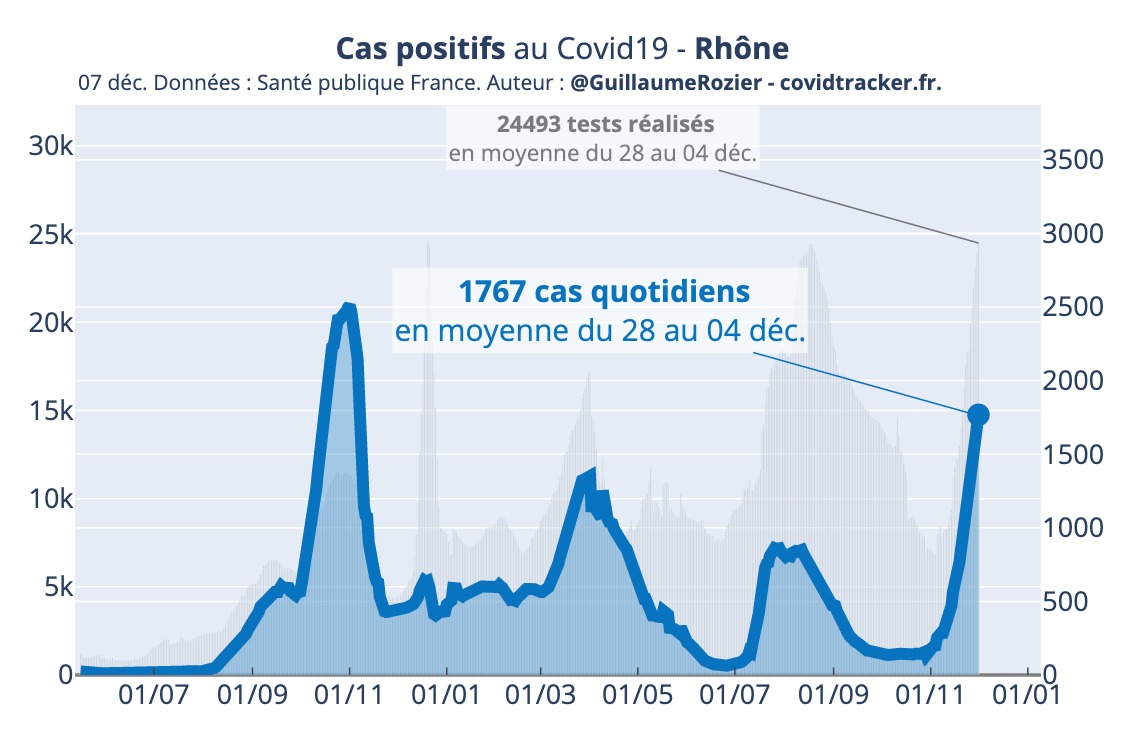 Cas positifs au Covid19 - Rhône
07 déc. Données : Santé publique France. Auteur : @GuillaumeRozier - covidtracker.fr.
24493 tests réalisés
en moyenne du 28 au 04 déc.
1767 cas quotidiens
en moyenne du 28 au 04 déc.
30k
25k
20k
15k
10k
5k
0
3500
3000
2500
2000
1500
1000
500
0
01/07 01/09 01/11 01/01 01/03 01/05 01/07 01/09 01/11 01/01